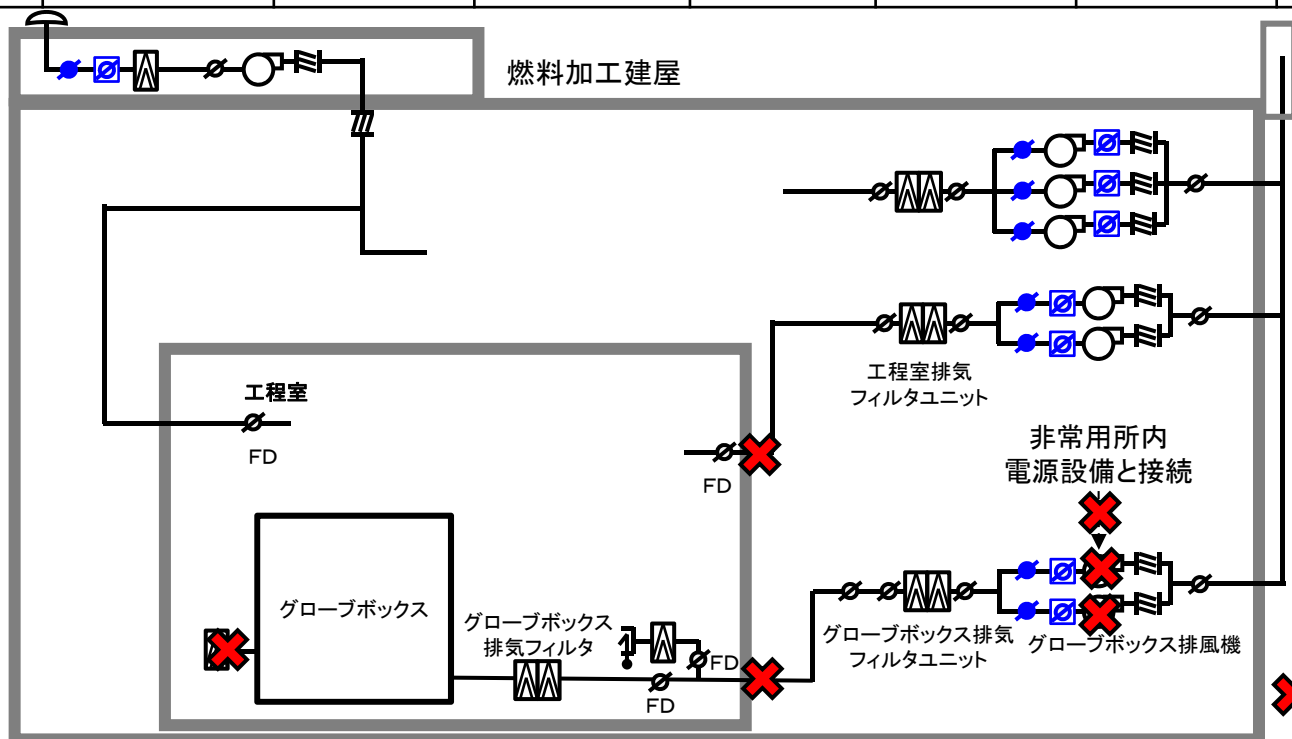 燃料加工建屋
工程室排気
フィルタユニット
工程室
FD
FD
非常用所内
電源設備と接続
グローブボックス
グローブボックス
排気フィルタ
FD
FD
グローブボックス排気
フィルタユニット
グローブボックス排風機